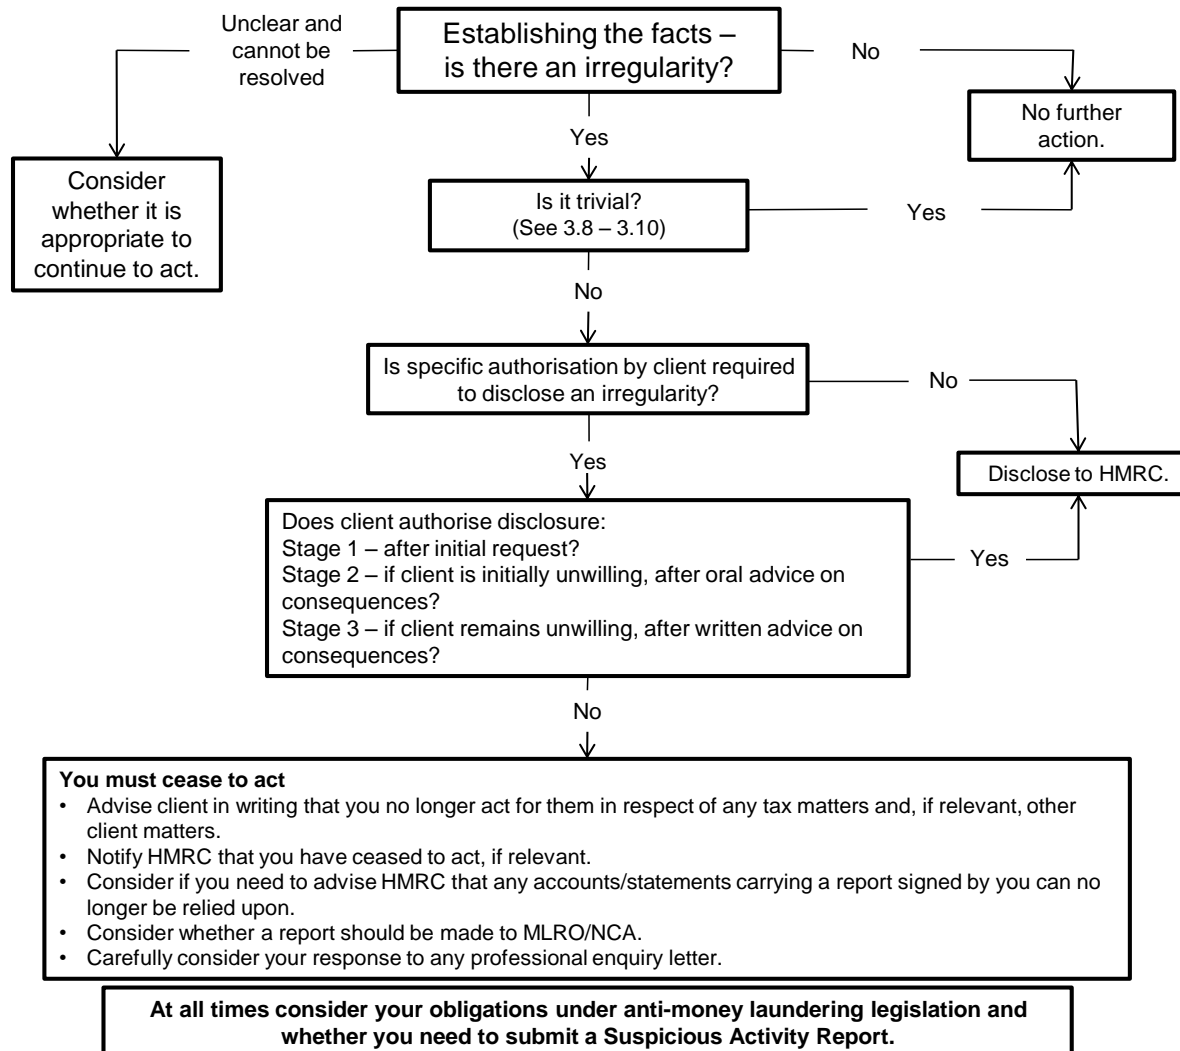 Unclear and
cannot be
resolved
Establishing the facts –
is there an irregularity?
No
No further
action.
Yes
Consider
whether it is
appropriate to
continue to act.
Is it trivial?
(See 3.8 – 3.10)
Yes
No
Is specific authorisation by client required
to disclose an irregularity?
No
Yes
Disclose to HMRC.
Does client authorise disclosure:
Stage 1 – after initial request?
Stage 2 – if client is initially unwilling, after oral advice on
consequences?
Stage 3 – if client remains unwilling, after written advice on
consequences?
Yes
No
You must cease to act
• Advise client in writing that you no longer act for them in respect of any tax matters and, if relevant, other
client matters.
• Notify HMRC that you have ceased to act, if relevant.
• Consider if you need to advise HMRC that any accounts/statements carrying a report signed by you can no
longer be relied upon.
• Consider whether a report should be made to MLRO/NCA.
• Carefully consider your response to any professional enquiry letter.
At all times consider your obligations under anti-money laundering legislation and
whether you need to submit a Suspicious Activity Report.